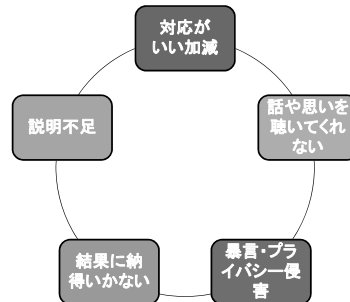 対応が
いい加減
話や思いを
聴いてくれ
ない
暴言・プラ
イバシー侵
害
結果に納
得いかない
説明不足